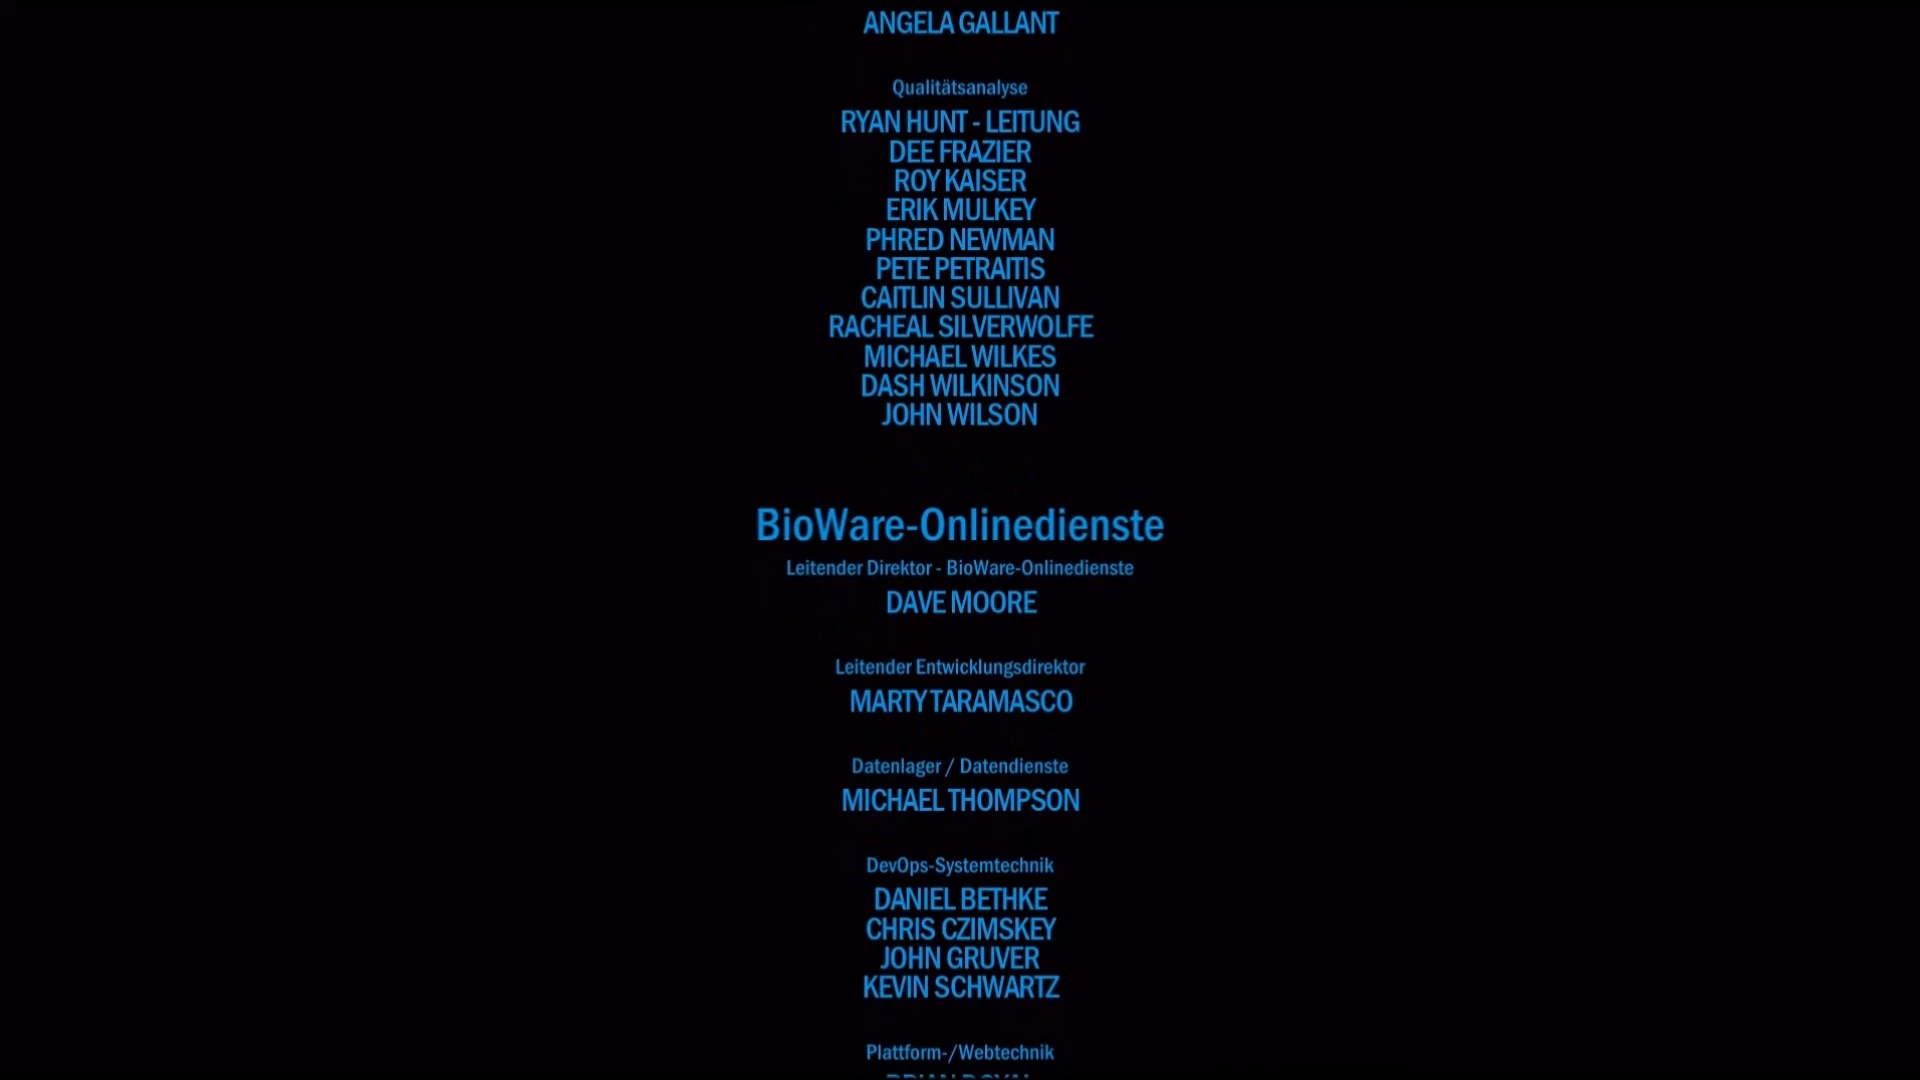 ANGELA GALLANT
Qualitätsanalyse
RYAN HUNT - LEITUNG
DEE FRAZIER
ROY KAISER
ERIK MULKEY
PHRED NEWMAN
PETE PETRAITIS
CAITLIN SULLIVAN
RACHEAL SILVERWOLFE
MICHAEL WILKES
DASH WILKINSON
JOHN WILSON
BioWare-Onlinedienste
Leitender Direktor - BioWare-Onlinedienste
DAVE MOORE
Leitender Entwicklungsdirektor
MARTY TARAMASCO
Datenlager / Datendienste
MICHAEL THOMPSON
DevOps-Systemtechnik
DANIEL BETHKE
CHRIS CZIMSKEY
JOHN GRUVER
KEVIN SCHWARTZ
Plattform-/Webtechnik